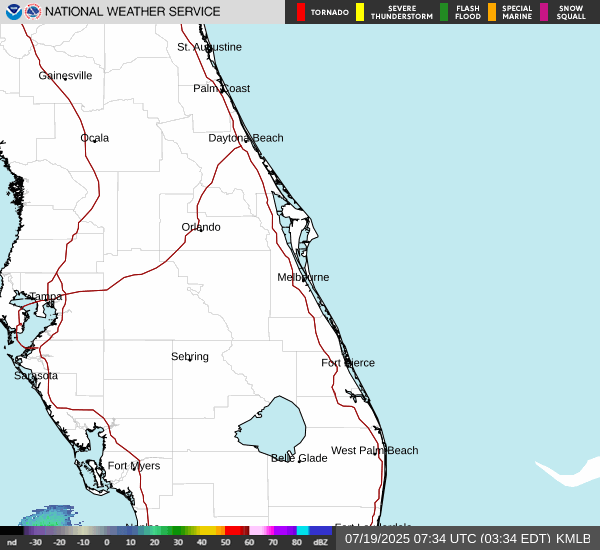 NATIONAL WEATHER SERVICE
TORNADO
SEVERE
THUNDERSTORM
FLASH
FLOOD
SPECIAL
MARINE
SNOW
SQUALL
St. Augustine
Gainesville
Palm Coast
Ocala
Daytona Beach
Orlando
Melbourne
Tampa
Sebring
Fort Pierce
Sarasota
West Palm Beach
Belle Glade
Fort Myers
nd -30 -20 -10 0 10 20 30 40 50 60 70 80 dBZ
07/19/2025 07:34 UTC (03:34 EDT) KMLB